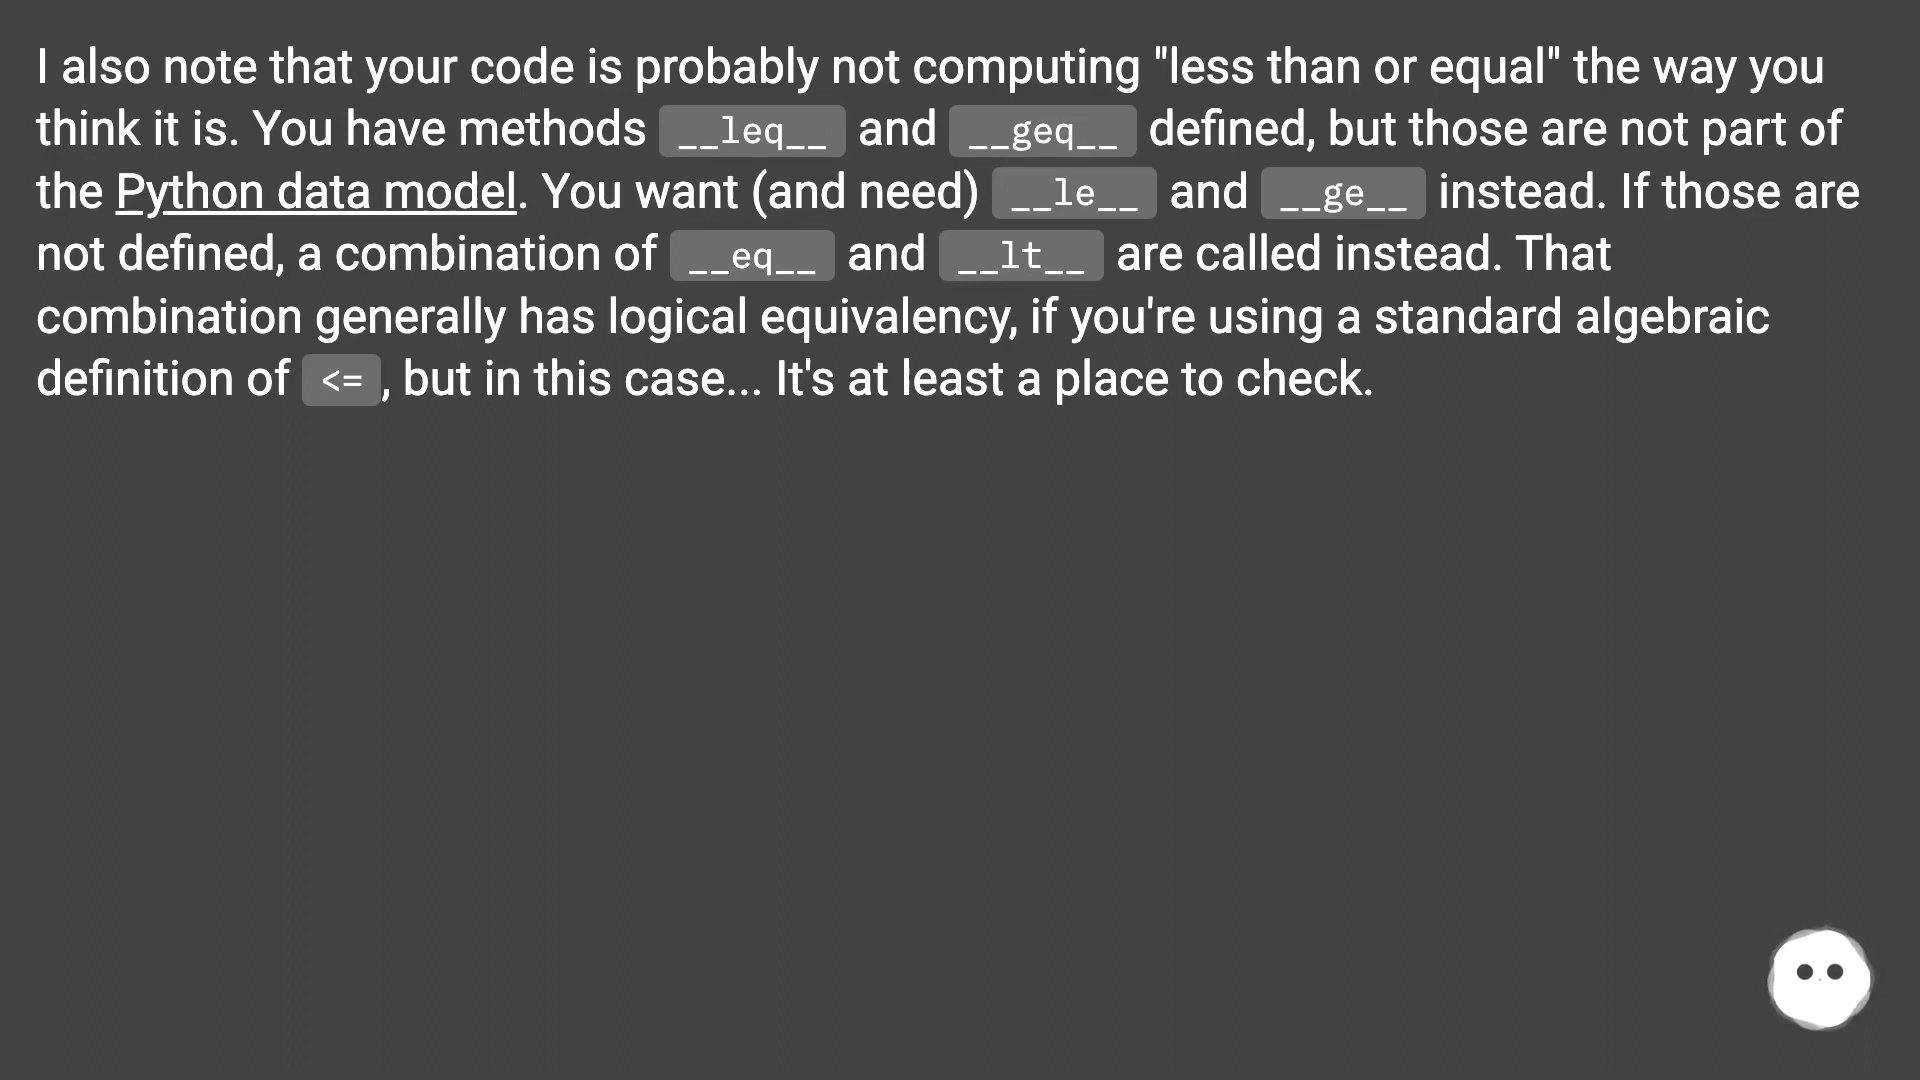 I also note that your code is probably not computing "less than or equal" the way you
think it is. You have methods __leq__ and __geq__ defined, but those are not part of
the Python data model. You want (and need) __le__ and __ge__ instead. If those are
not defined, a combination of __eq__ and __lt__ are called instead. That
combination generally has logical equivalency, if you're using a standard algebraic
definition of <=, but in this case... It's at least a place to check.